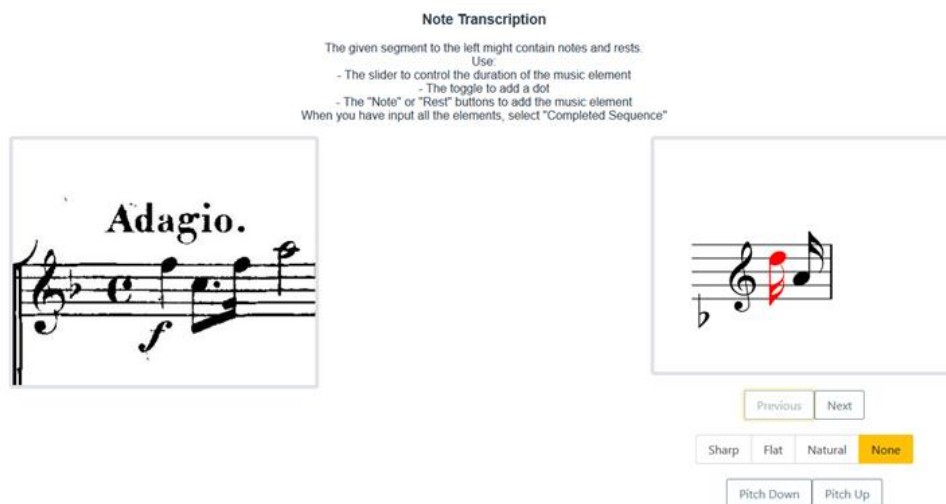 Note Transcription
The given segment to the left might contain notes and rests.
Use:
- The slider to control the duration of the music element
- The toggle to add a dot
- The "Note" or "Rest" buttons to add the music element
When you have input all the elements, select "Completed Sequence"
Adagio.
f
Previous Next
Sharp Flat Natural None
Pitch Down Pitch Up